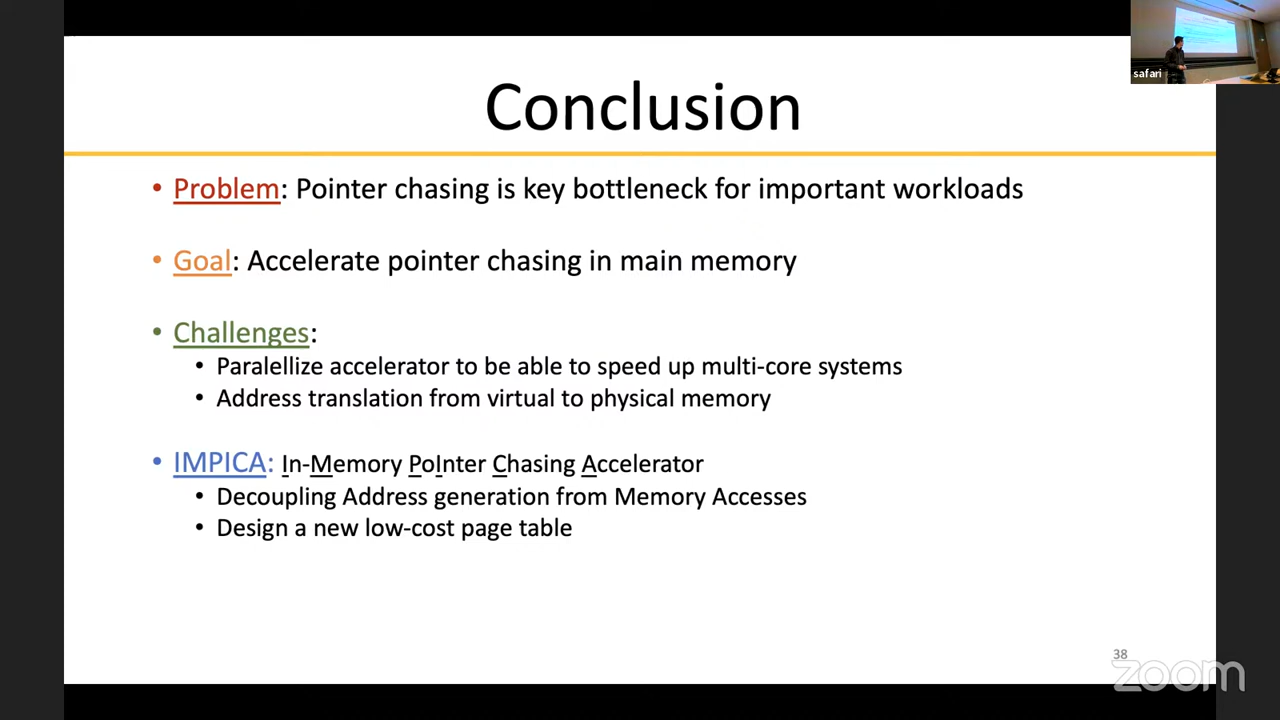 safari
Conclusion
• Problem: Pointer chasing is key bottleneck for important workloads
• Goal: Accelerate pointer chasing in main memory
• Challenges:
• Paralellize accelerator to be able to speed up multi-core systems
• Address translation from virtual to physical memory
• IMPICA: In-Memory PoInter Chasing Accelerator
• Decoupling Address generation from Memory Accesses
• Design a new low-cost page table
38
zoom